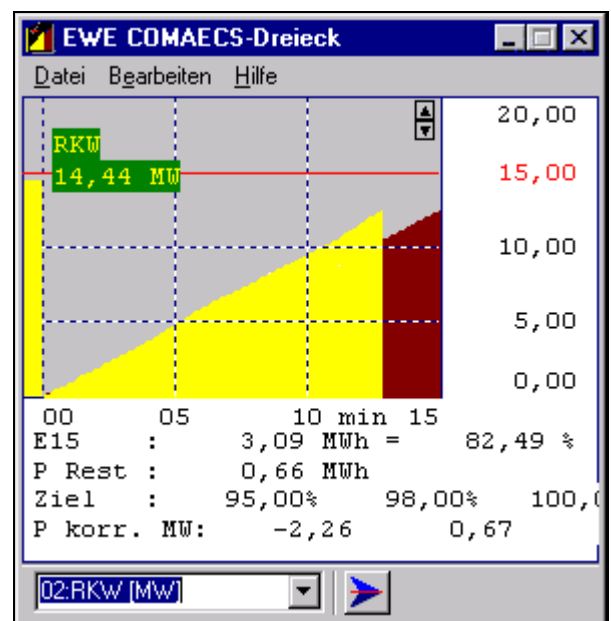 EWE COMAECS-Dreieck
Datei Bearbeiten Hilfe
20,00
RKW
14,44 MW
15,00
10,00
5,00
0,00
00 05 10 min 15
E15 : 3,09 MWh = 82,49 %
P Rest : 0,66 MWh
Ziel : 95,00% 98,00% 100,0
P korr. MW: -2,26 0,67
02:RKW [MW]